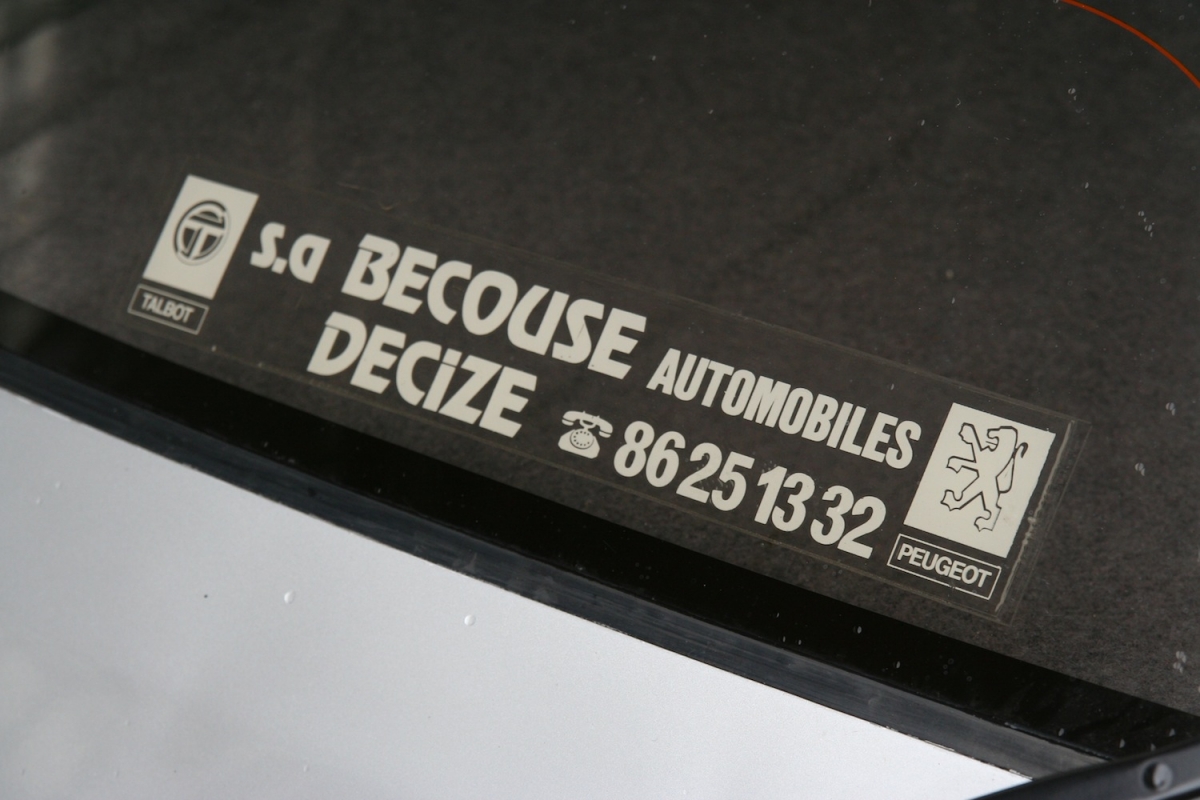 TALBOT
s.a BECOUSE AUTOMOBILES
DECiZE ☎ 86 25 13 32
PEUGEOT